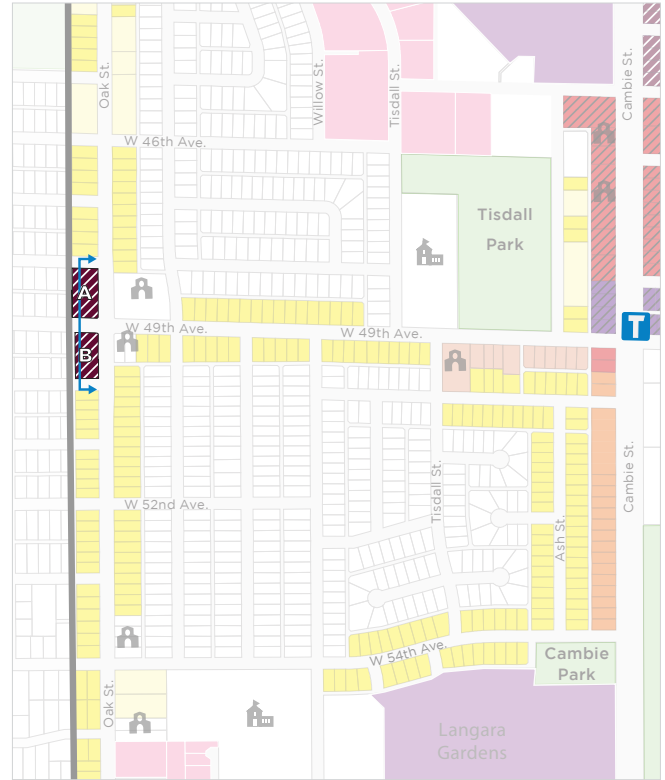 Oak St.
Willow St.
Tisdall St.
Cambie St.
W 46th Ave.
Tisdall
Park
A
W 49th Ave.
W 49th Ave.
T
B
Tisdall St.
Cambie St.
W 52nd Ave.
Ash St.
W 54th Ave.
Cambie
Park
Oak St.
Langara
Gardens